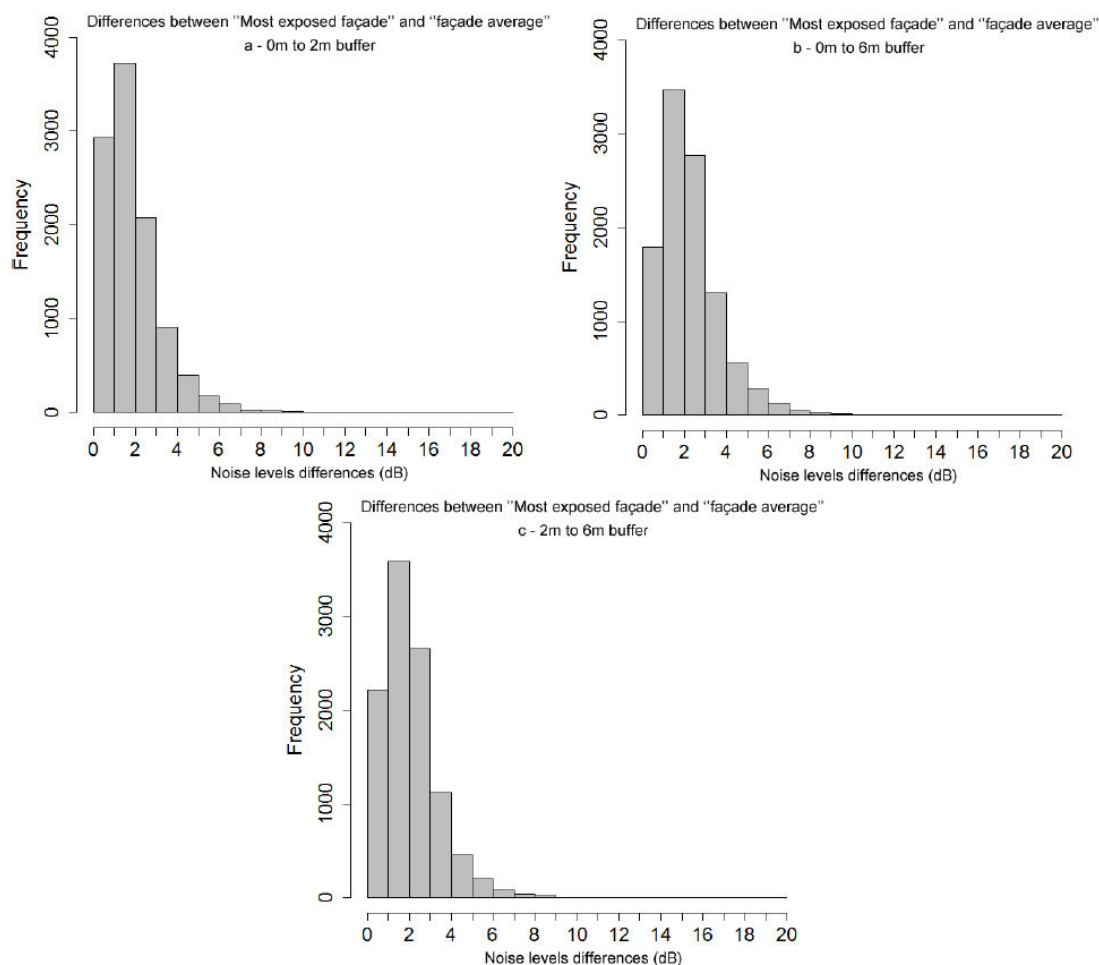 Differences between "Most exposed façade" and "façade average"
a - 0m to 2m buffer
4000
3000
2000
1000
0
Frequency
0 2 4 6 8 10 12 14 16 18 20
Noise levels differences (dB)
Differences between "Most exposed façade" and "façade average"
b - 0m to 6m buffer
4000
3000
2000
1000
0
Frequency
0 2 4 6 8 10 12 14 16 18 20
Noise levels differences (dB)
Differences between "Most exposed façade" and "façade average"
c - 2m to 6m buffer
4000
3000
2000
1000
0
Frequency
0 2 4 6 8 10 12 14 16 18 20
Noise levels differences (dB)